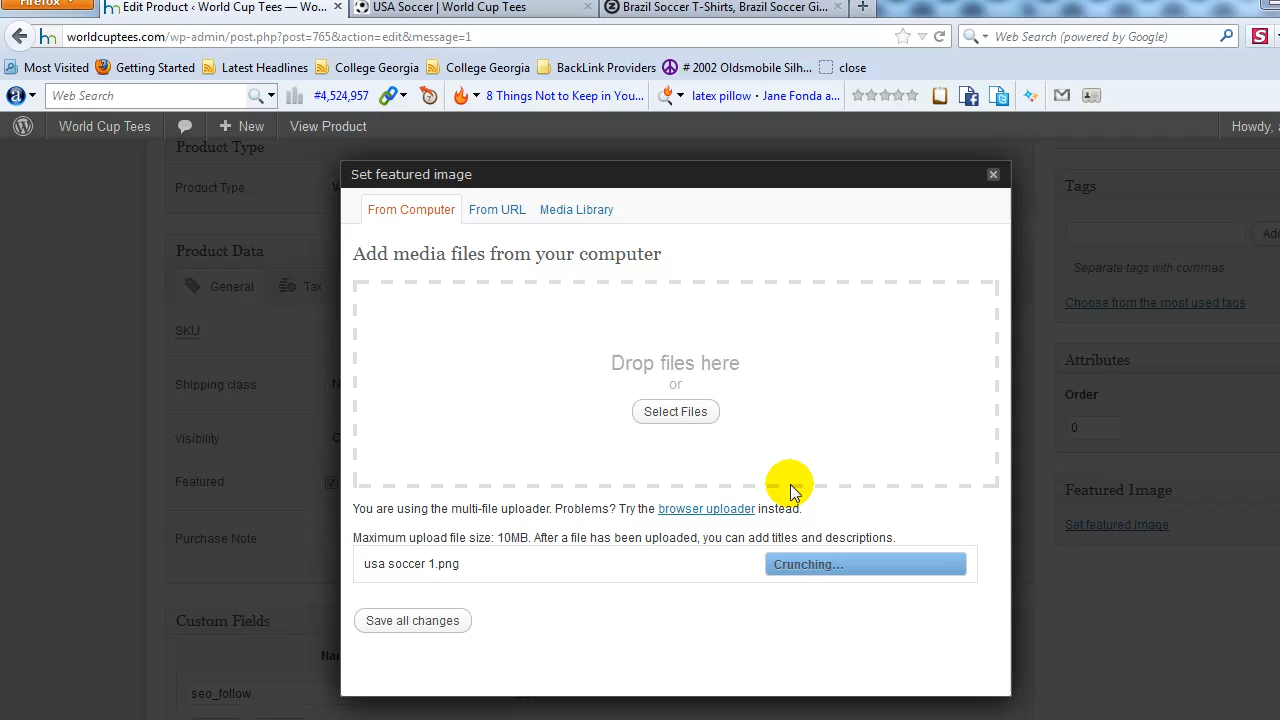 Firefox
Edit Product ‹ World Cup Tees — W...
USA Soccer | World Cup Tees
Brazil Soccer T-Shirts, Brazil Soccer Gi...
worldcuptees.com/wp-admin/post.php?post=765&action=edit&message=1
Web Search (powered by Google)
Most Visited
Getting Started
Latest Headlines
College Georgia
College Georgia
BackLink Providers
# 2002 Oldsmobile Silh...
close
Web Search
#4,524,957
8 Things Not to Keep in You...
latex pillow • Jane Fonda a...
World Cup Tees
+ New
View Product
Howdy, a
Product Type
Product Type
Product Data
General
Tax
SKU
Shipping class
Visibility
Featured
Purchase Note
Custom Fields
seo_follow
Set featured image
From Computer
From URL
Media Library
Add media files from your computer
Drop files here
or
Select Files
You are using the multi-file uploader. Problems? Try the browser uploader instead.
Maximum upload file size: 10MB. After a file has been uploaded, you can add titles and descriptions.
usa soccer 1.png
Crunching...
Save all changes
Tags
Separate tags with commas
Choose from the most used tags
Attributes
Order
0
Featured Image
Set featured image